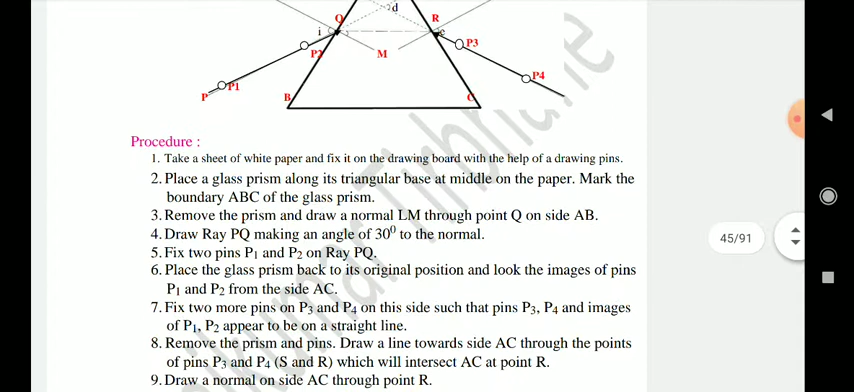 Q
d
R
i
e
P2
M
P3
P1
P4
P
B
C
Procedure :
1. Take a sheet of white paper and fix it on the drawing board with the help of a drawing pins.
2. Place a glass prism along its triangular base at middle on the paper. Mark the
boundary ABC of the glass prism.
3. Remove the prism and draw a normal LM through point Q on side AB.
4. Draw Ray PQ making an angle of 30⁰ to the normal.
5. Fix two pins P₁ and P₂ on Ray PQ.
6. Place the glass prism back to its original position and look the images of pins
P₁ and P₂ from the side AC.
7. Fix two more pins on P₃ and P₄ on this side such that pins P₃, P₄ and images
of P₁, P₂ appear to be on a straight line.
8. Remove the prism and pins. Draw a line towards side AC through the points
of pins P₃ and P₄ (S and R) which will intersect AC at point R.
9. Draw a normal on side AC through point R.
45/91